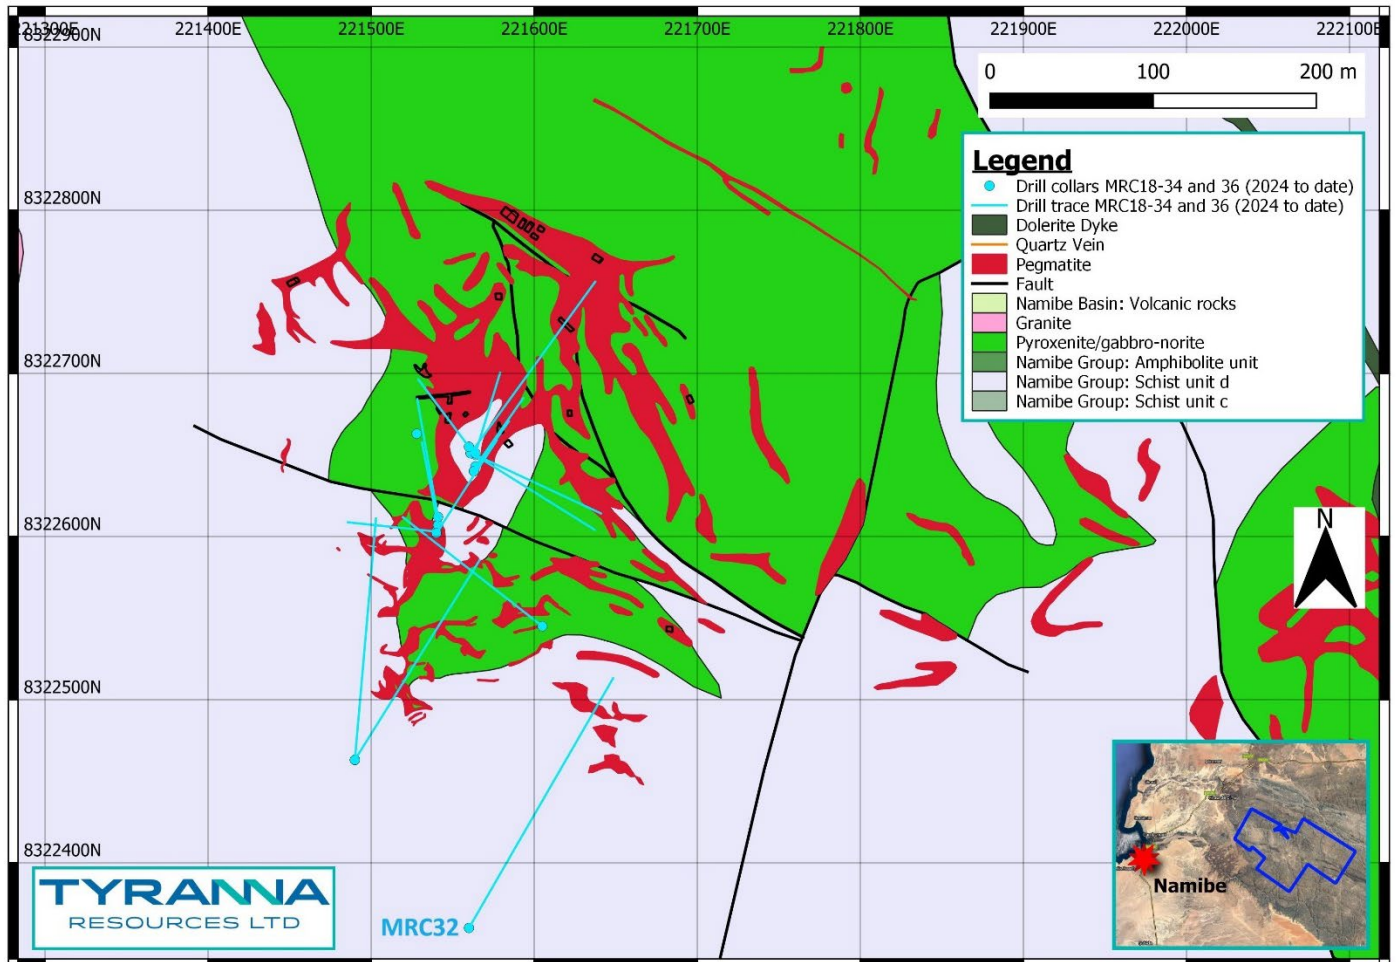 221300E 221400E 221500E 221600E 221700E 221800E 221900E 222000E 222100E
8322900N
0 100 200 m
Legend
Drill collars MRC18-34 and 36 (2024 to date)
Drill trace MRC18-34 and 36 (2024 to date)
Dolerite Dyke
Quartz Vein
Pegmatite
Fault
Namibe Basin: Volcanic rocks
Granite
Pyroxenite/gabbro-norite
Namibe Group: Amphibolite unit
Namibe Group: Schist unit d
Namibe Group: Schist unit c
8322800N
8322700N
8322600N
N
8322500N
8322400N
MRC32
TYRANNA
RESOURCES LTD
Namibe